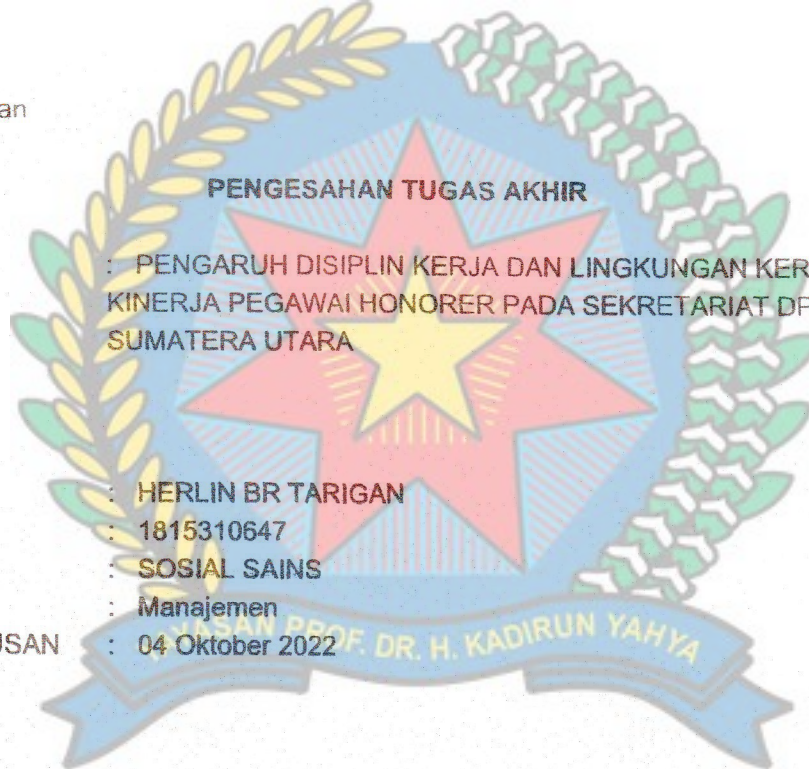 an
PENGESAHAN TUGAS AKHIR
: PENGARUH DISIPLIN KERJA DAN LINGKUNGAN KER
KINERJA PEGAWAI HONORER PADA SEKRETARIAT DP
SUMATERA UTARA
: HERLIN BR TARIGAN
: 1815310647
: SOSIAL SAINS
: Manajemen
USAN : 04 Oktober 2022
YAYASAN PROF. DR. H. KADIRUN YAHYA